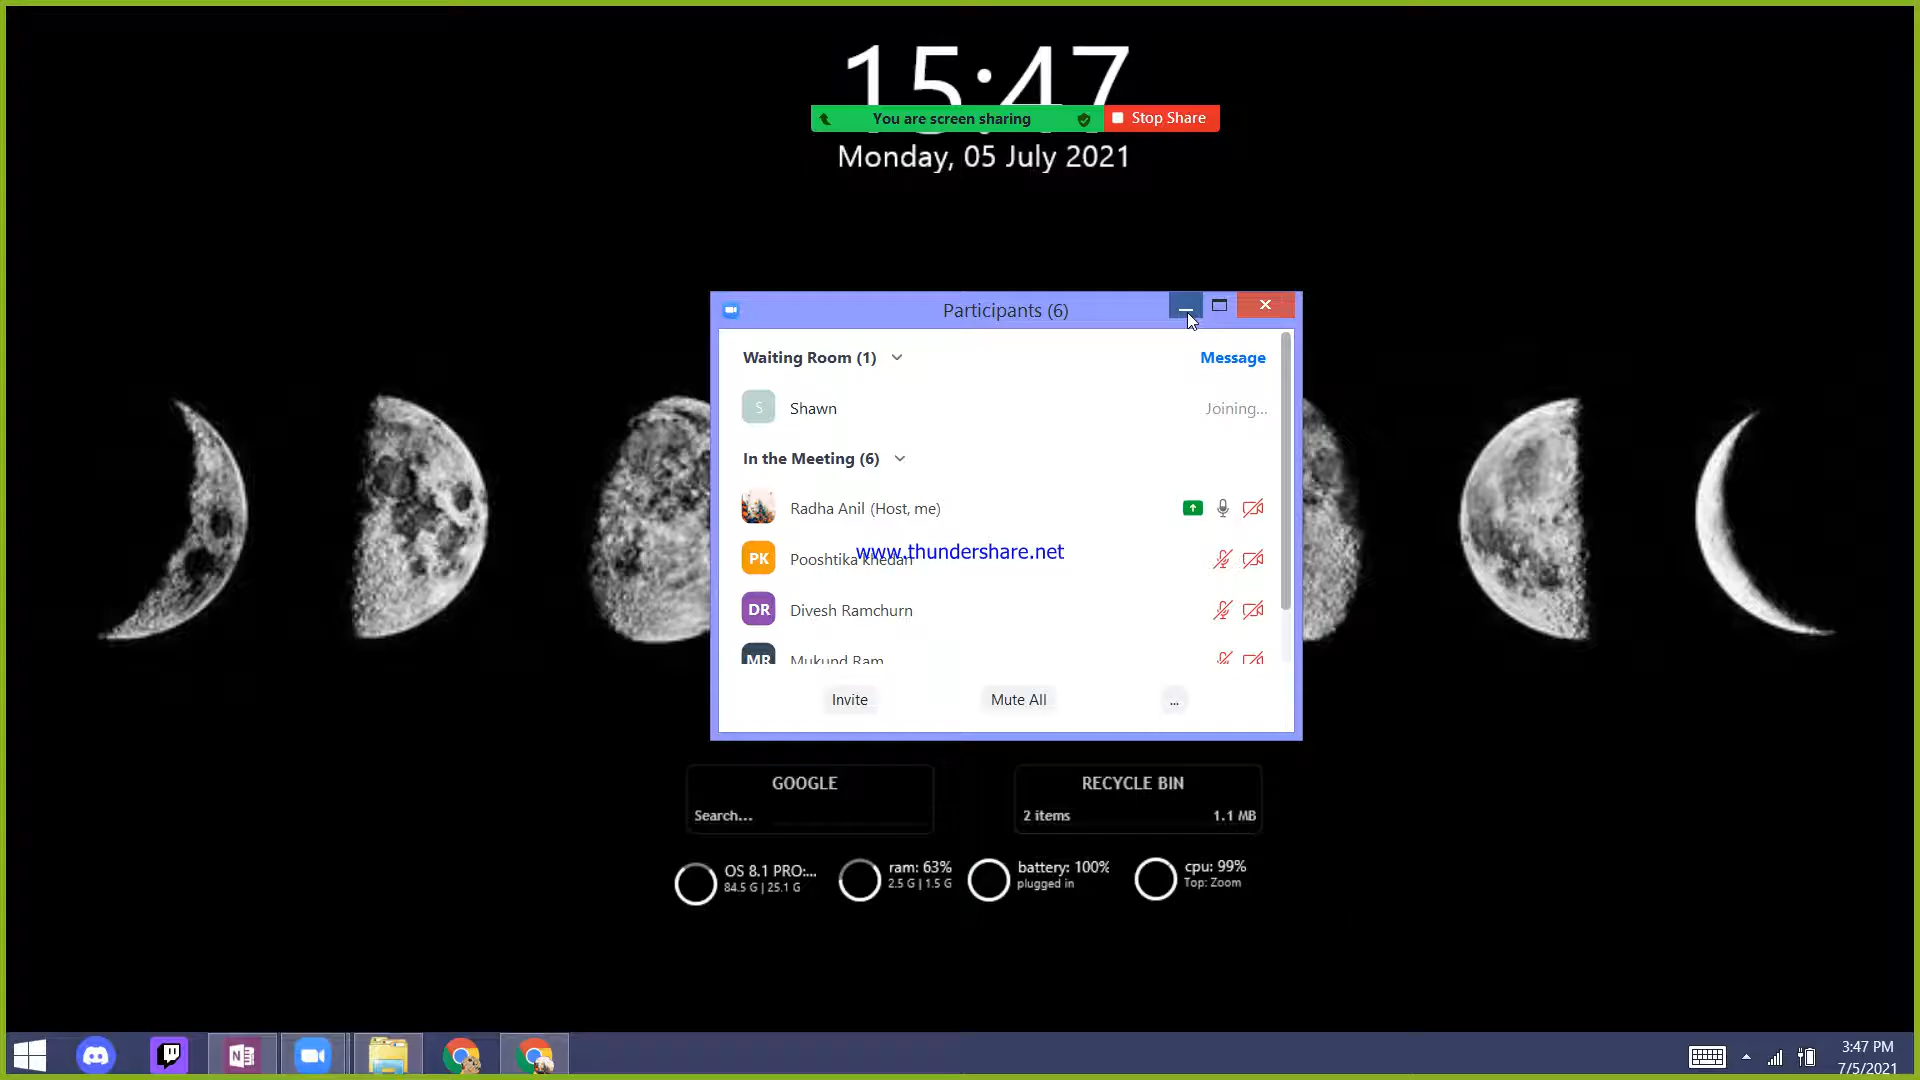 15:47
You are screen sharing
Stop Share
Monday, 05 July 2021
Participants (6)
Waiting Room (1)
Message
S
Shawn
Joining...
In the Meeting (6)
Radha Anil (Host, me)
www.thundershare.net
PK
Pooshtika Khedah
DR
Divesh Ramchurn
MR
Mukund Ram
Invite
Mute All
...
GOOGLE
Search...
RECYCLE BIN
2 items
1.1 MB
OS 8.1 PRO:...
84.5 G | 25.1 G
ram: 63%
2.5 G | 1.5 G
battery: 100%
plugged in
cpu: 99%
Top: Zoom
N
3:47 PM
7/5/2021